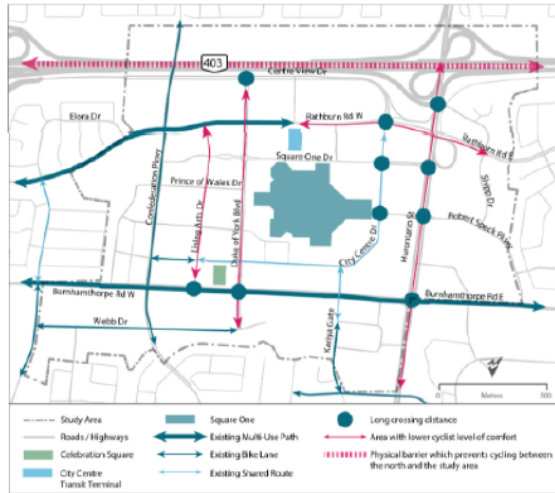 403
Centre View Dr
Elora Dr
Rathburn Rd W
Rathburn Rd E
Square One Dr
Confederation Pkwy
Prince of Wales Dr
Shipp Dr
Living Arts Dr
Duke of York Blvd
Hurontario St
Robert Speck Pkwy
City Centre Dr
Burnhamthorpe Rd W
Burnhamthorpe Rd E
Webb Dr
Kariya Gate
0
500
Metres
Study Area
Roads / Highways
Celebration Square
City Centre
Transit Terminal
Square One
Existing Multi-Use Path
Existing Bike Lane
Existing Shared Route
Long crossing distance
Area with lower cyclist level of comfort
Physical barrier which prevents cycling between
the north and the study area